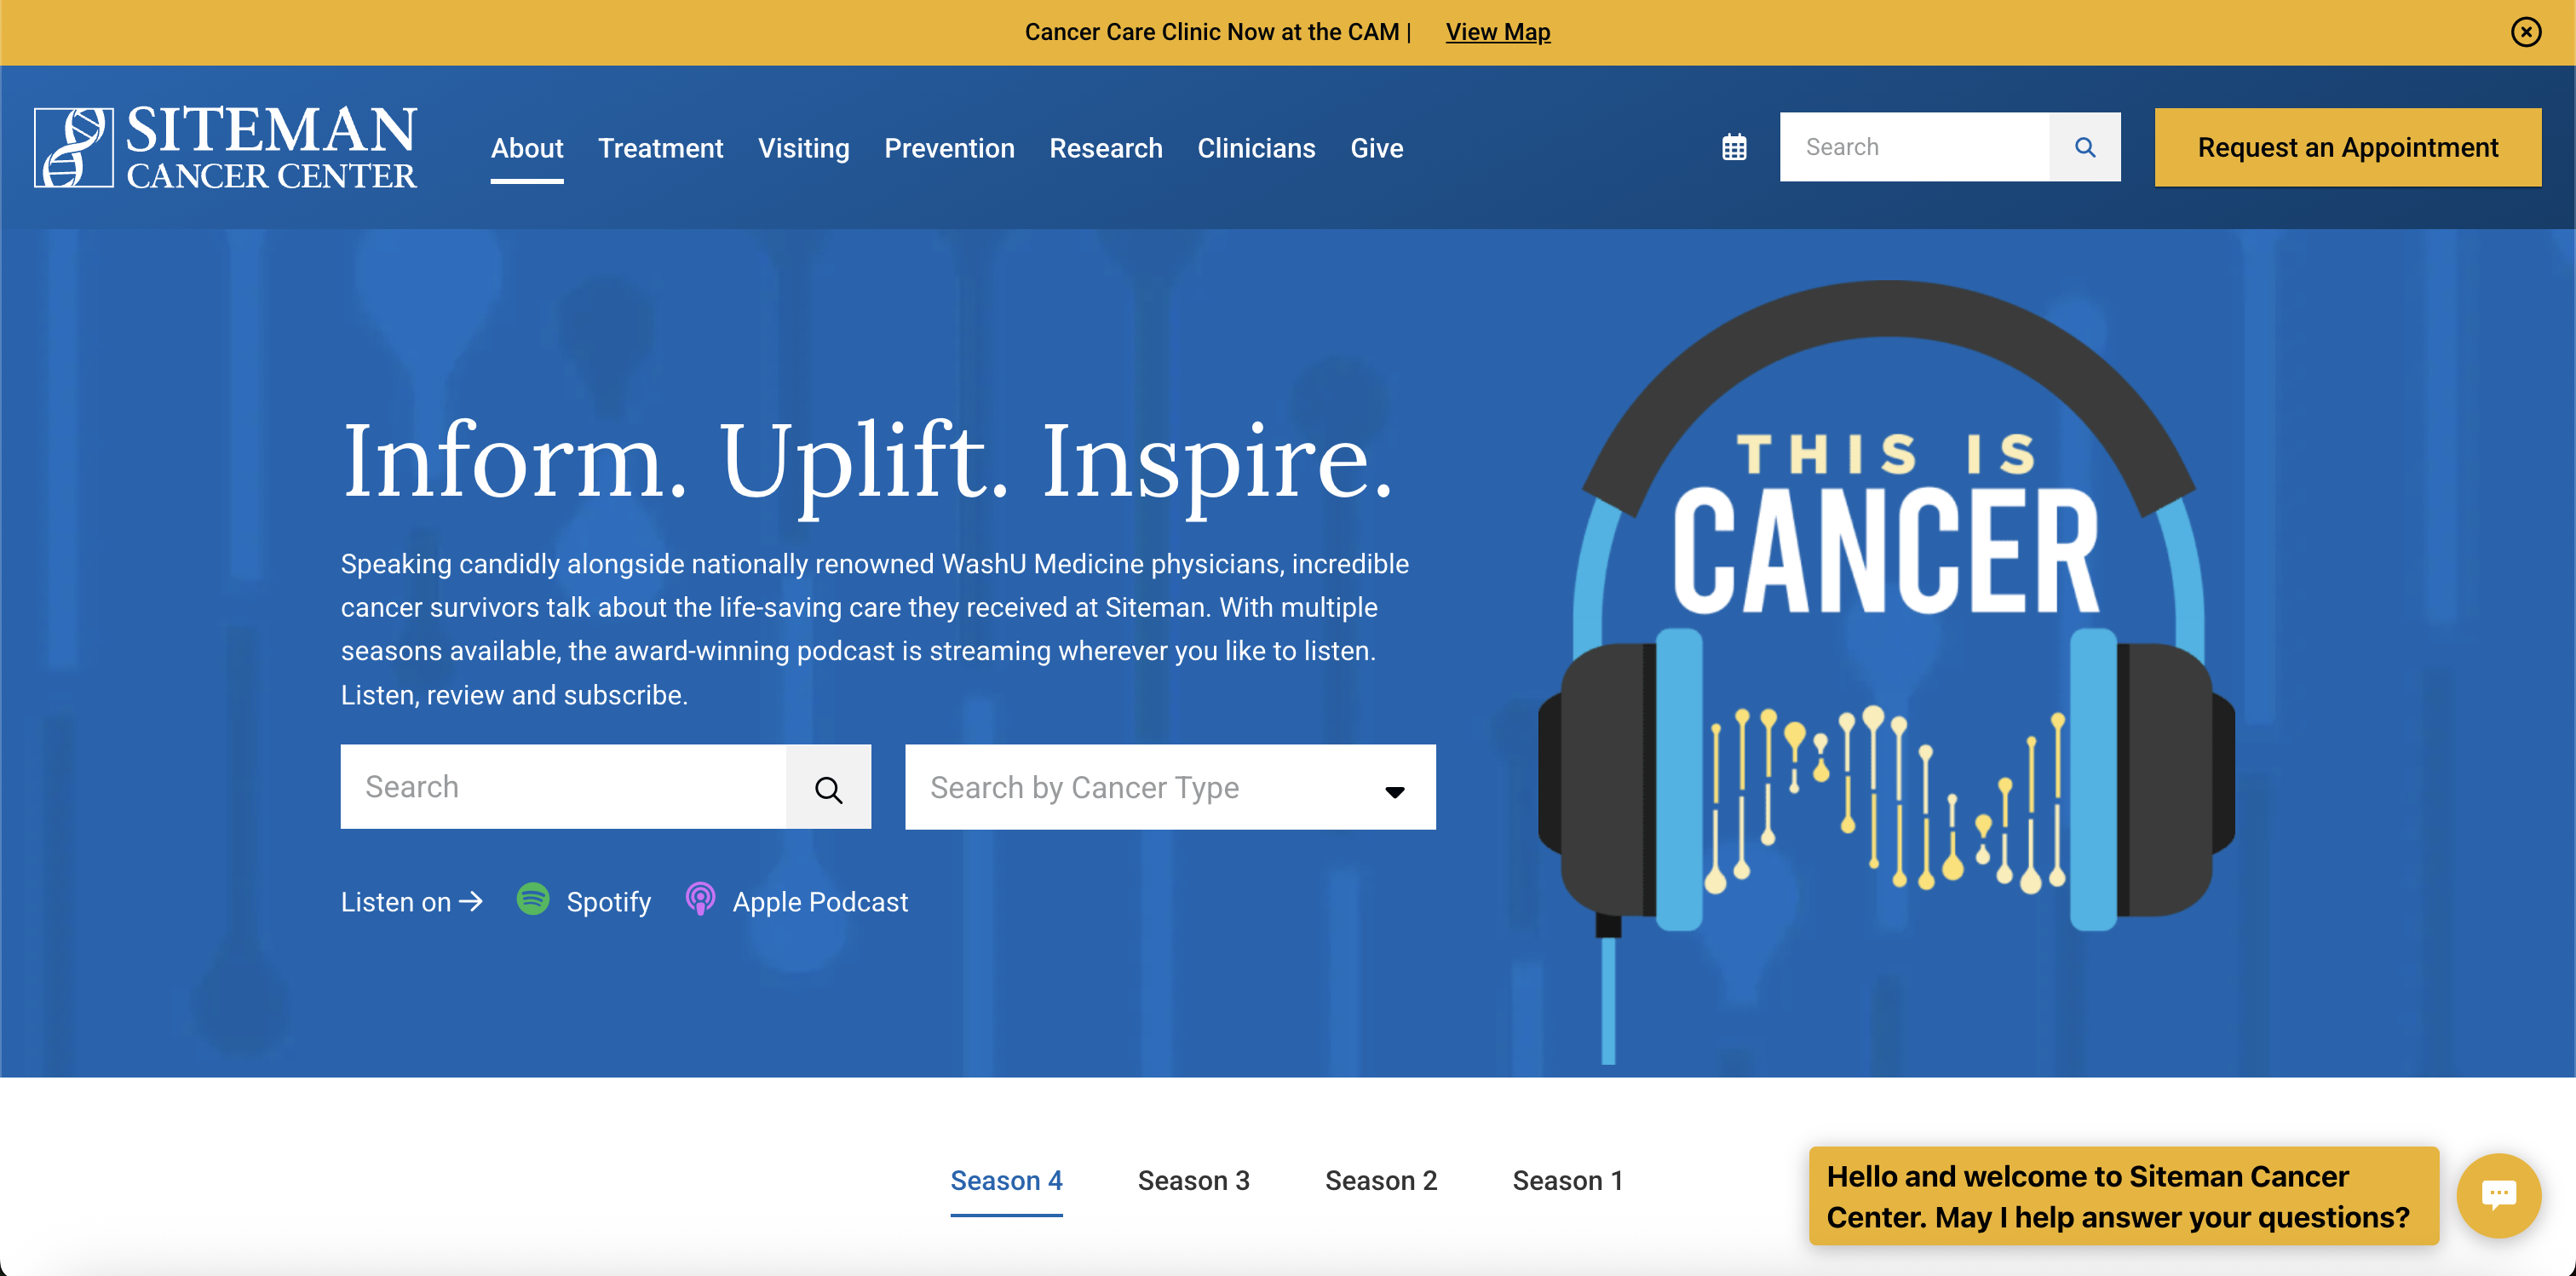 Cancer Care Clinic Now at the CAM | View Map
SITEMAN
CANCER CENTER
About Treatment Visiting Prevention Research Clinicians Give
Search
Request an Appointment
Inform. Uplift. Inspire.
Speaking candidly alongside nationally renowned WashU Medicine physicians, incredible
cancer survivors talk about the life-saving care they received at Siteman. With multiple
seasons available, the award-winning podcast is streaming wherever you like to listen.
Listen, review and subscribe.
Search
Search by Cancer Type
Listen on → Spotify Apple Podcast
THIS IS
CANCER
Season 4 Season 3 Season 2 Season 1
Hello and welcome to Siteman Cancer
Center. May I help answer your questions?